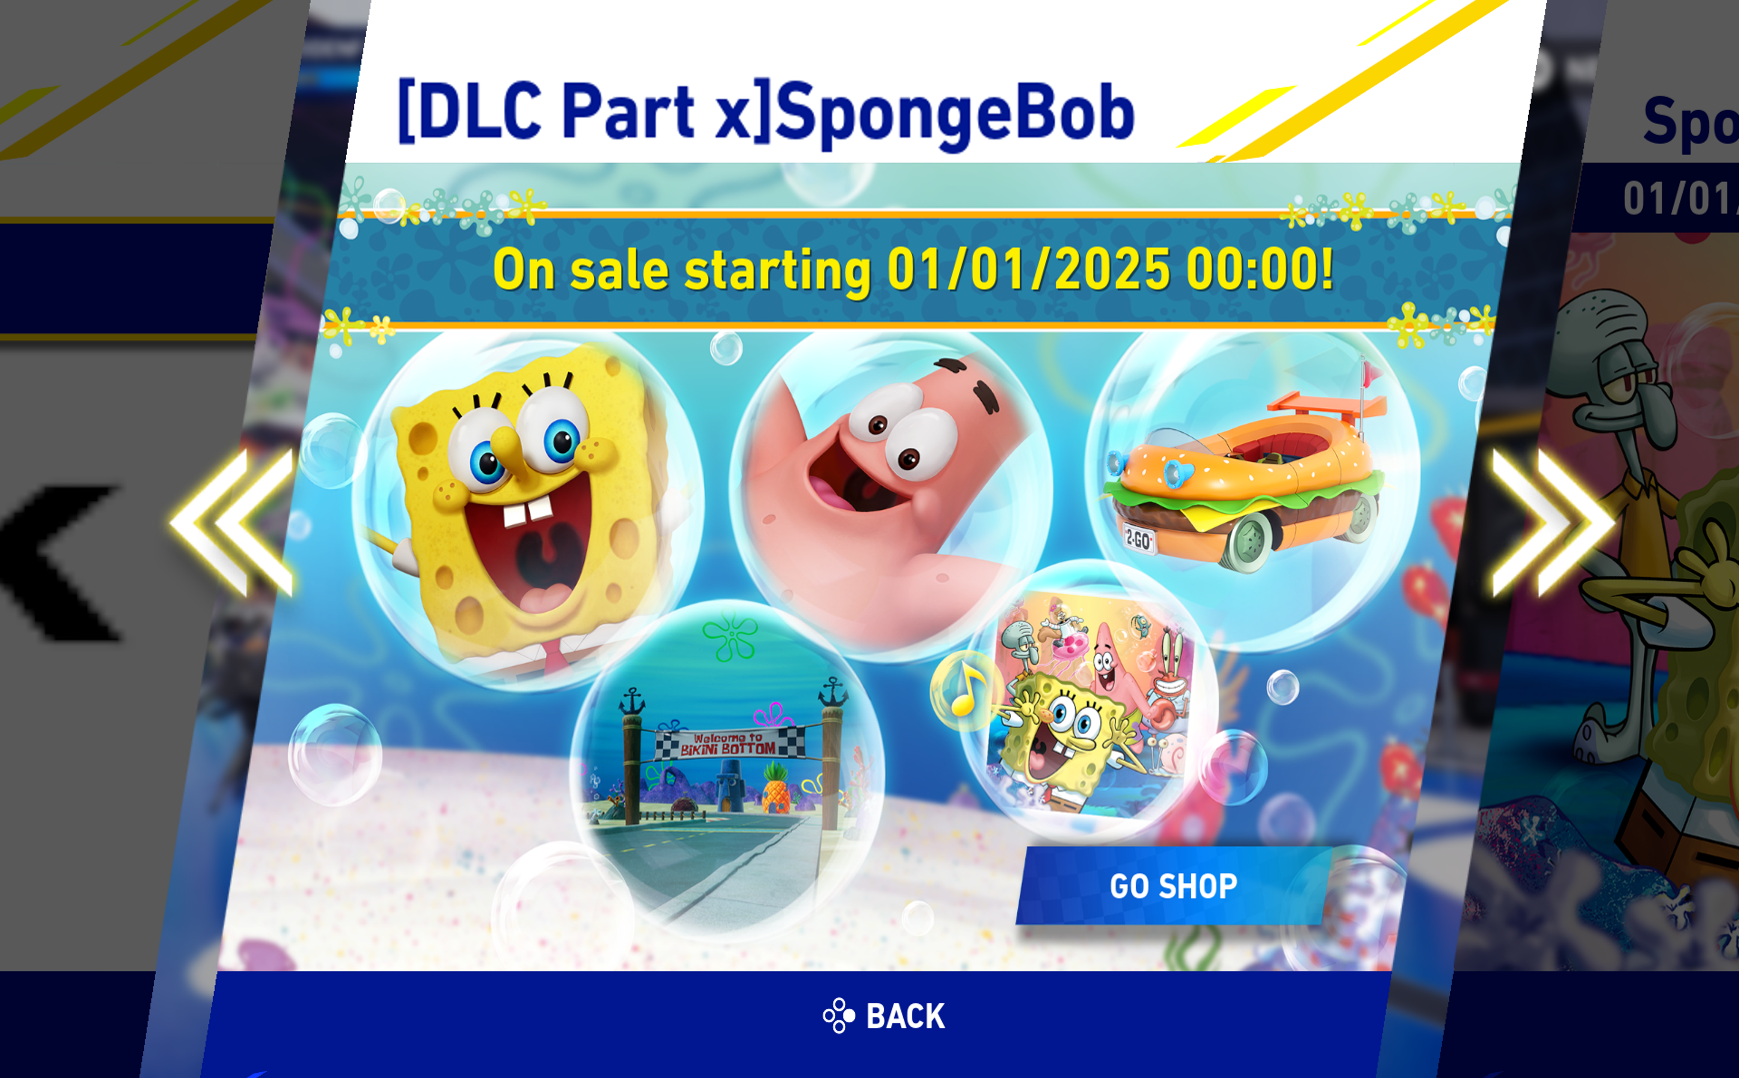 [DLC Part x]SpongeBob
On sale starting 01/01/2025 00:00!
Spo
01/01/
2-GO
Welcome to
BIKINI BOTTOM
GO SHOP
BACK